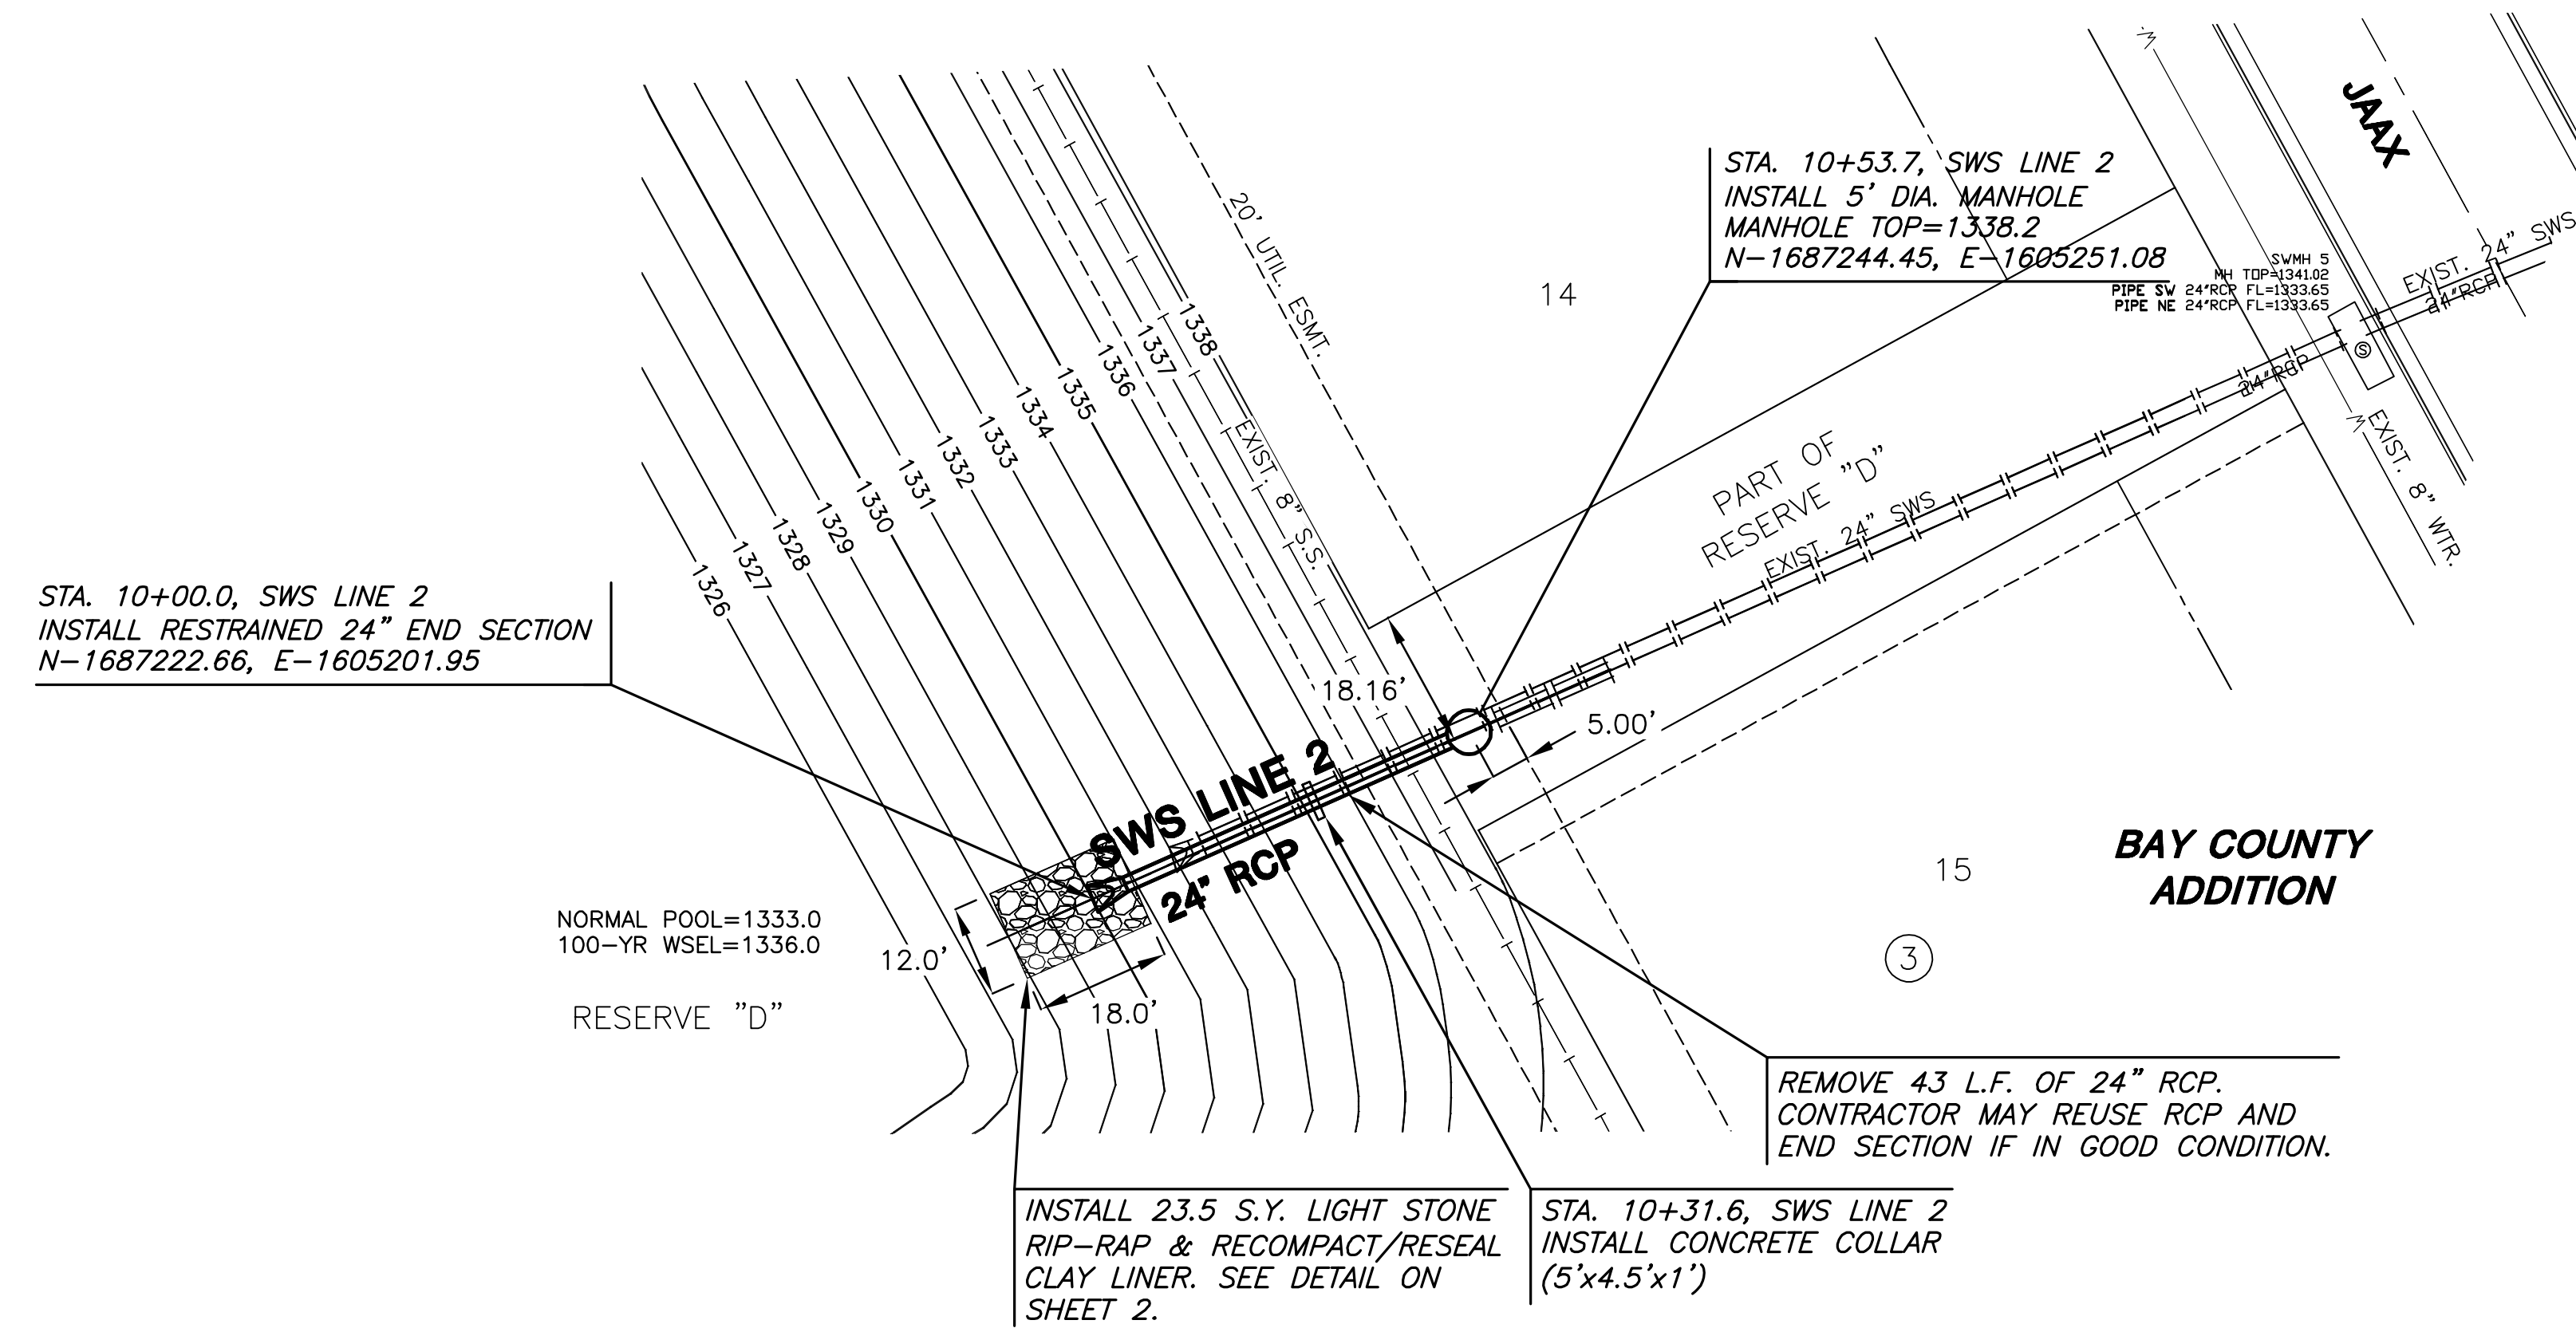 JAAX
STA. 10+53.7, SWS LINE 2
INSTALL 5' DIA. MANHOLE
MANHOLE TOP=1338.2
N-1687244.45, E-1605251.08
SWMH 5
MH TOP=1341.02
PIPE SW 24"RCP FL=1333.65
PIPE NE 24"RCP FL=1333.65
EXIST. 24" SWS
24"RCP
24"RCP
W
W
S
EXIST. 8" WTR.
20' UTIL. ESMT.
14
PART OF
RESERVE "D"
EXIST. 24" SWS
1338
1337
1336
1335
1334
1333
1332
1331
1330
1329
1328
1327
1326
EXIST. 8" S.S.
STA. 10+00.0, SWS LINE 2
INSTALL RESTRAINED 24" END SECTION
N-1687222.66, E-1605201.95
18.16'
5.00'
SWS LINE 2
24" RCP
BAY COUNTY
ADDITION
15
3
NORMAL POOL=1333.0
100-YR WSEL=1336.0
12.0'
18.0'
RESERVE "D"
REMOVE 43 L.F. OF 24" RCP.
CONTRACTOR MAY REUSE RCP AND
END SECTION IF IN GOOD CONDITION.
INSTALL 23.5 S.Y. LIGHT STONE
RIP-RAP & RECOMPACT/RESEAL
CLAY LINER. SEE DETAIL ON
SHEET 2.
STA. 10+31.6, SWS LINE 2
INSTALL CONCRETE COLLAR
(5'x4.5'x1')